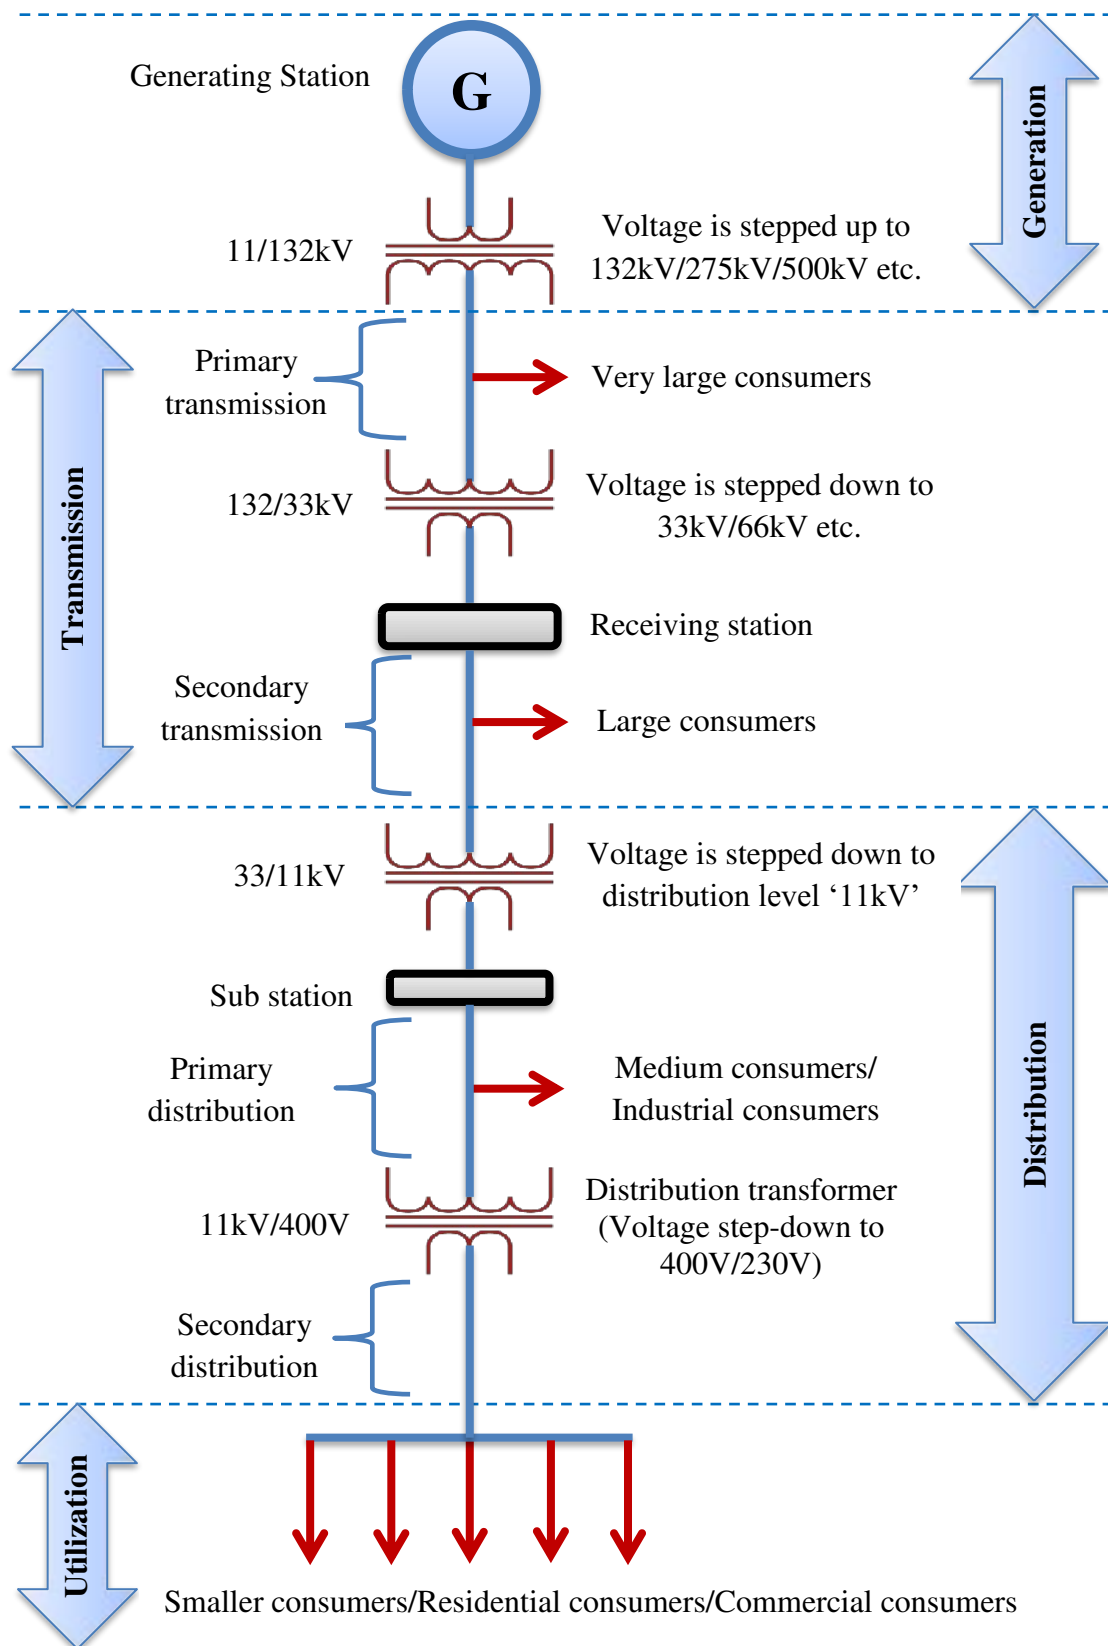 Generating Station
G
Generation
11/132kV
Voltage is stepped up to
132kV/275kV/500kV etc.
Primary
transmission
Very large consumers
Transmission
132/33kV
Voltage is stepped down to
33kV/66kV etc.
Receiving station
Secondary
transmission
Large consumers
33/11kV
Voltage is stepped down to
distribution level ‘11kV’
Sub station
Primary
distribution
Medium consumers/
Industrial consumers
Distribution
11kV/400V
Distribution transformer
(Voltage step-down to
400V/230V)
Secondary
distribution
Utilization
Smaller consumers/Residential consumers/Commercial consumers